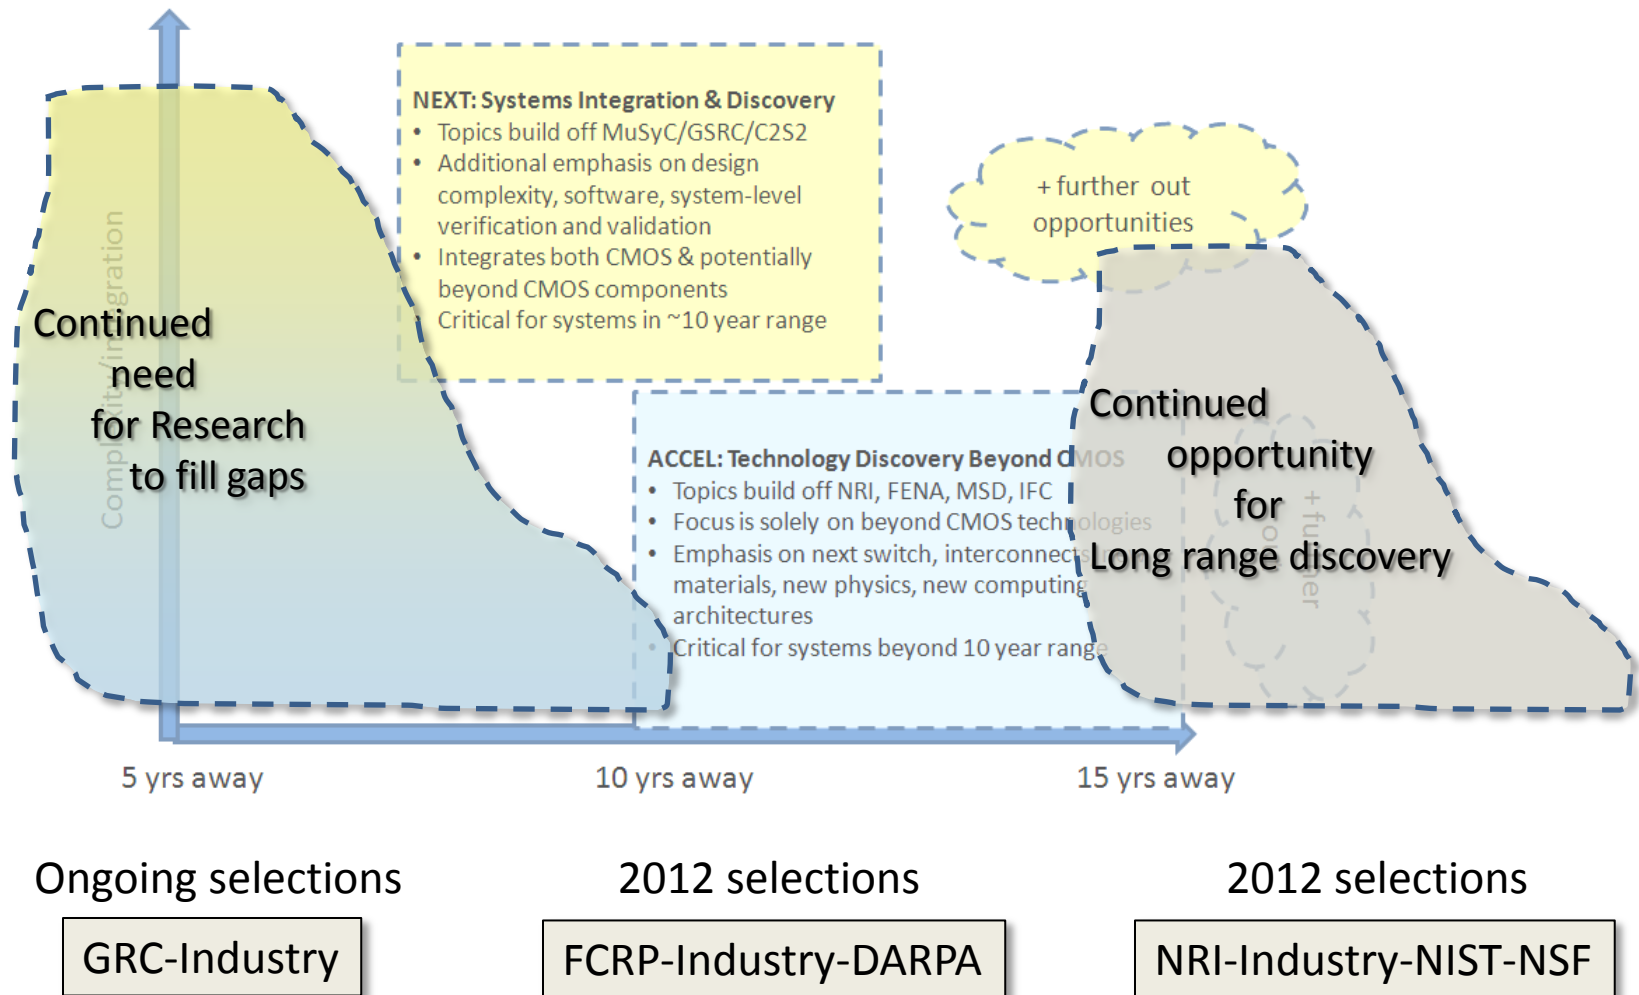 NEXT: Systems Integration & Discovery
• Topics build off MuSyC/GSRC/C2S2
• Additional emphasis on design
complexity, software, system-level
verification and validation
• Integrates both CMOS & potentially
beyond CMOS components
• Critical for systems in ~10 year range
+ further out
opportunities
Complexity/integration
Continued
need
for Research
to fill gaps
ACCEL: Technology Discovery Beyond CMOS
• Topics build off NRI, FENA, MSD, IFC
• Focus is solely on beyond CMOS technologies
• Emphasis on next switch, interconnects
materials, new physics, new computing
architectures
• Critical for systems beyond 10 year range
Continued
opportunity
for
Long range discovery
+ further
out
5 yrs away
10 yrs away
15 yrs away
Ongoing selections
2012 selections
2012 selections
GRC-Industry
FCRP-Industry-DARPA
NRI-Industry-NIST-NSF